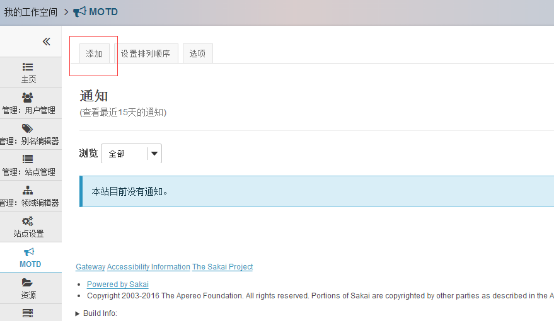 我的工作空间 > MOTD
添加 设置排列顺序 选项
主页
管理：用户管理
管理：别名编辑器
管理：站点管理
管理：领域编辑器
站点设置
MOTD
资源
通知
(查看最近15天的通知)
浏览 全部
本站目前没有通知。
Gateway Accessibility Information The Sakai Project
Powered by Sakai
Copyright 2003-2016 The Apereo Foundation. All rights reserved. Portions of Sakai are copyrighted by other parties as described in the A
Build Info: